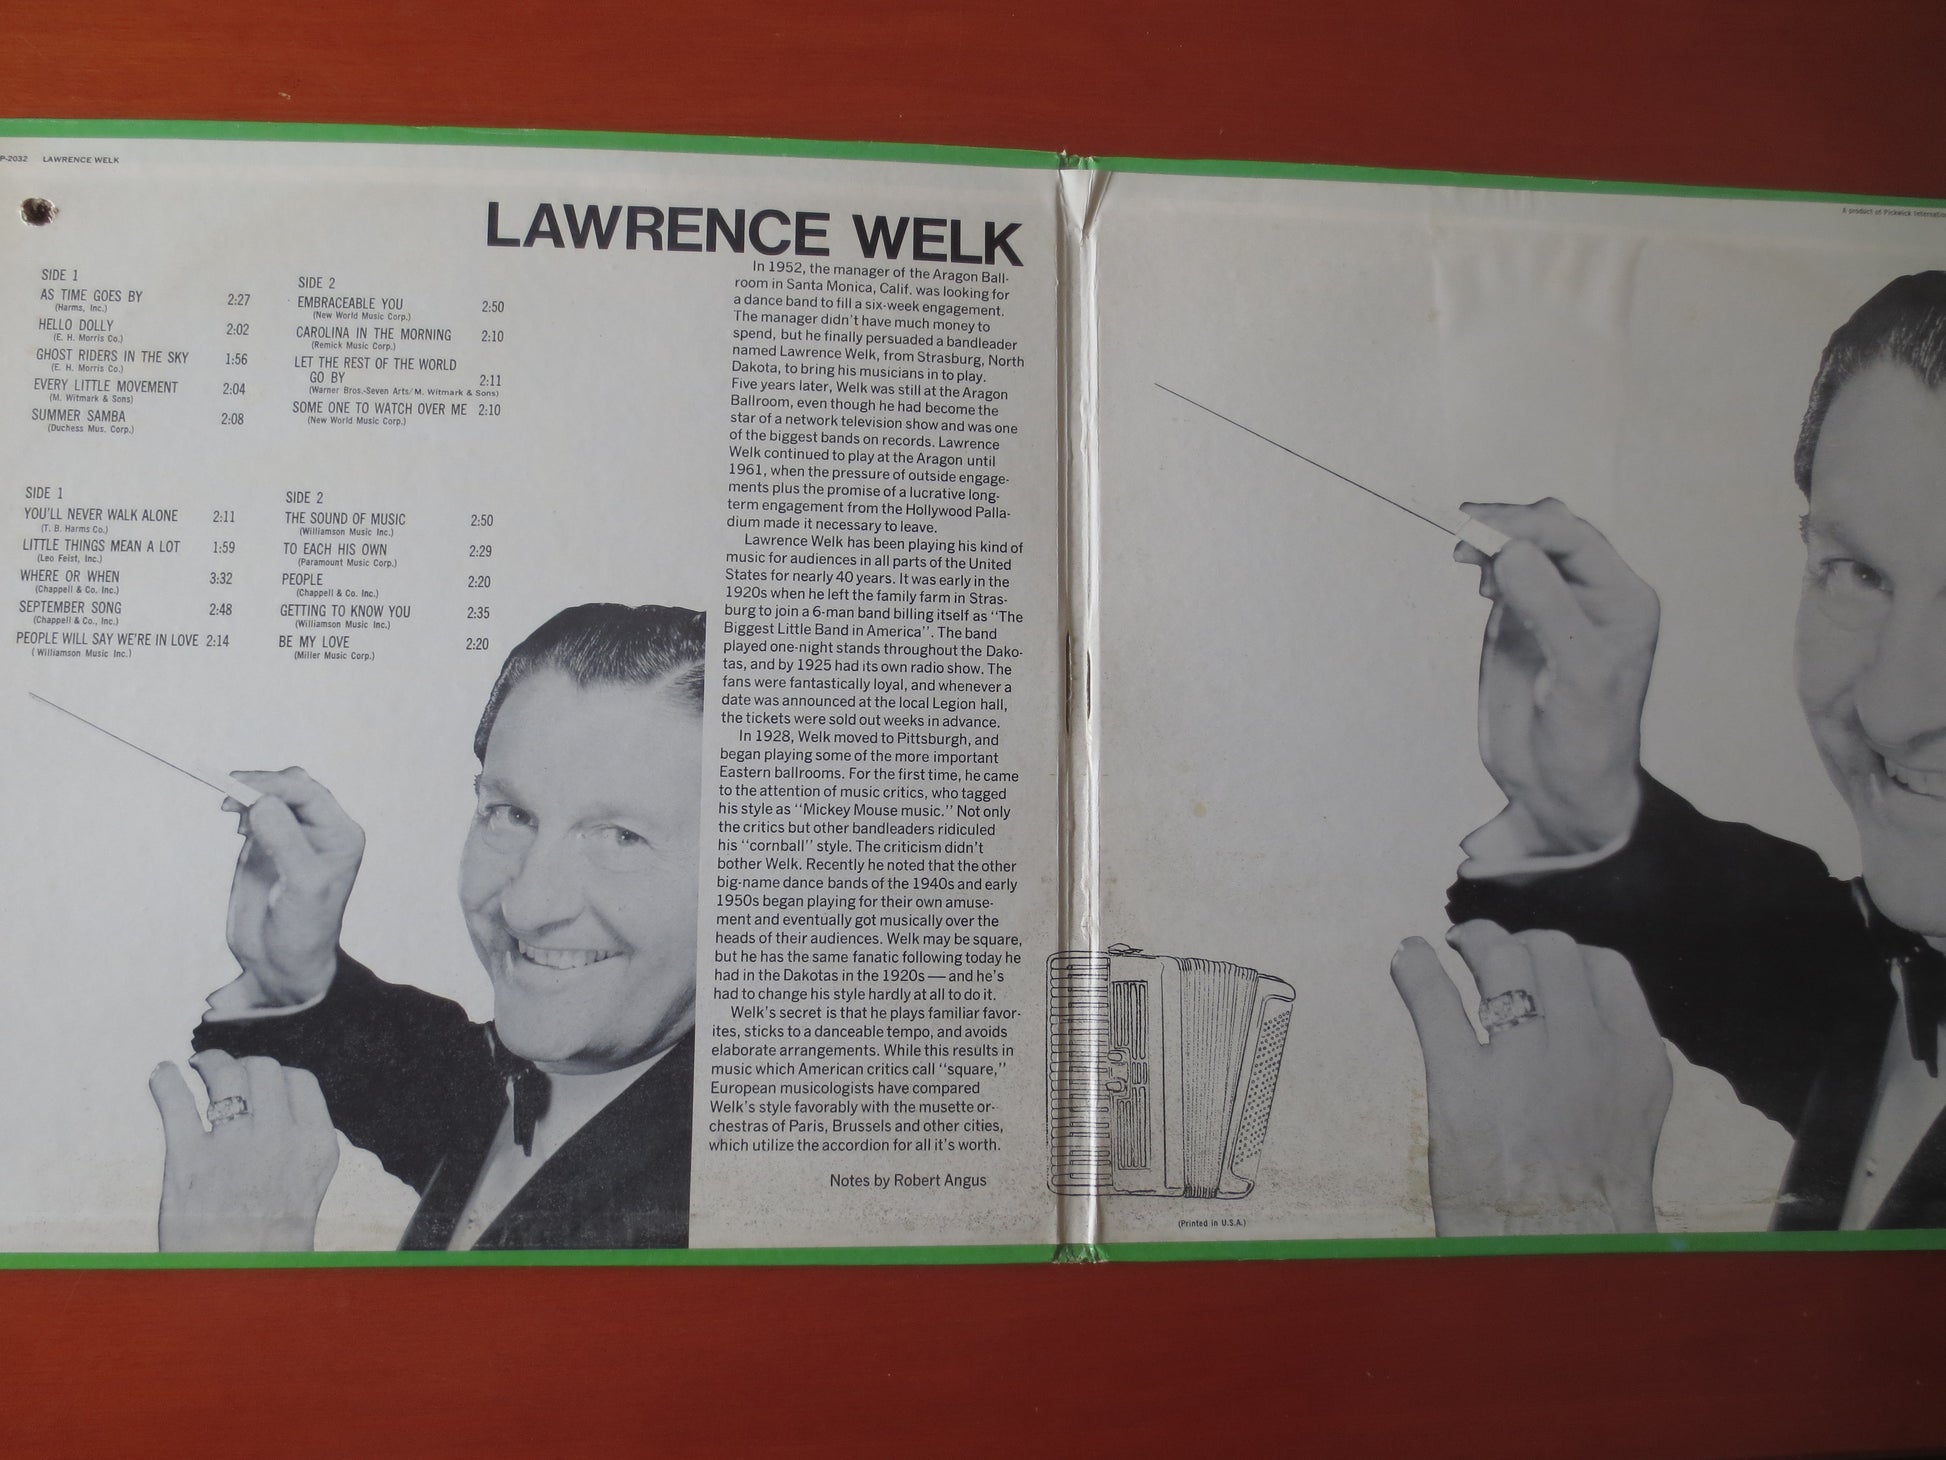 P-2032 LAWRENCE WELK
LAWRENCE WELK
SIDE 1
AS TIME GOES BY 2:27
(Harms, Inc.)
HELLO DOLLY 2:02
(E. H. Morris Co.)
GHOST RIDERS IN THE SKY 1:56
(E. H. Morris Co.)
EVERY LITTLE MOVEMENT 2:04
(M. Witmark & Sons)
SUMMER SAMBA 2:08
(Duchess Mus. Corp.)
SIDE 2
EMBRACEABLE YOU 2:50
(New World Music Corp.)
CAROLINA IN THE MORNING 2:10
(Remick Music Corp.)
LET THE REST OF THE WORLD
GO BY 2:11
(Warner Bros.-Seven Arts/M. Witmark & Sons)
SOME ONE TO WATCH OVER ME 2:10
(New World Music Corp.)
SIDE 1
YOU'LL NEVER WALK ALONE 2:11
(T. B. Harms Co.)
LITTLE THINGS MEAN A LOT 1:59
(Leo Feist, Inc.)
WHERE OR WHEN 3:32
(Chappell & Co. Inc.)
SEPTEMBER SONG 2:48
(Chappell & Co., Inc.)
PEOPLE WILL SAY WE'RE IN LOVE 2:14
(Williamson Music Inc.)
SIDE 2
THE SOUND OF MUSIC 2:50
(Williamson Music Inc.)
TO EACH HIS OWN 2:29
(Paramount Music Corp.)
PEOPLE 2:20
(Chappell & Co. Inc.)
GETTING TO KNOW YOU 2:35
(Williamson Music Inc.)
BE MY LOVE 2:20
(Miller Music Corp.)
In 1952, the manager of the Aragon Ball-
room in Santa Monica, Calif. was looking for
a dance band to fill a six-week engagement.
The manager didn't have much money to
spend, but he finally persuaded a bandleader
named Lawrence Welk, from Strasburg, North
Dakota, to bring his musicians in to play.
Five years later, Welk was still at the Aragon
Ballroom, even though he had become the
star of a network television show and was one
of the biggest bands on records. Lawrence
Welk continued to play at the Aragon until
1961, when the pressure of outside engage-
ments plus the promise of a lucrative long-
term engagement from the Hollywood Palla-
dium made it necessary to leave.
Lawrence Welk has been playing his kind of
music for audiences in all parts of the United
States for nearly 40 years. It was early in the
1920s when he left the family farm in Stras-
burg to join a 6-man band billing itself as "The
Biggest Little Band in America". The band
played one-night stands throughout the Dako-
tas, and by 1925 had its own radio show. The
fans were fantastically loyal, and whenever a
date was announced at the local Legion hall,
the tickets were sold out weeks in advance.
In 1928, Welk moved to Pittsburgh, and
began playing some of the more important
Eastern ballrooms. For the first time, he came
to the attention of music critics, who tagged
his style as "Mickey Mouse music." Not only
the critics but other bandleaders ridiculed
his "cornball" style. The criticism didn't
bother Welk. Recently he noted that the other
big-name dance bands of the 1940s and early
1950s began playing for their own amuse-
ment and eventually got musically over the
heads of their audiences. Welk may be square,
but he has the same fanatic following today he
had in the Dakotas in the 1920s — and he's
had to change his style hardly at all to do it.
Welk's secret is that he plays familiar favor-
ites, sticks to a danceable tempo, and avoids
elaborate arrangements. While this results in
music which American critics call "square,"
European musicologists have compared
Welk's style favorably with the musette or-
chestras of Paris, Brussels and other cities,
which utilize the accordion for all it's worth.
Notes by Robert Angus
A product of Pickwick Internatio
(Printed in U.S.A.)